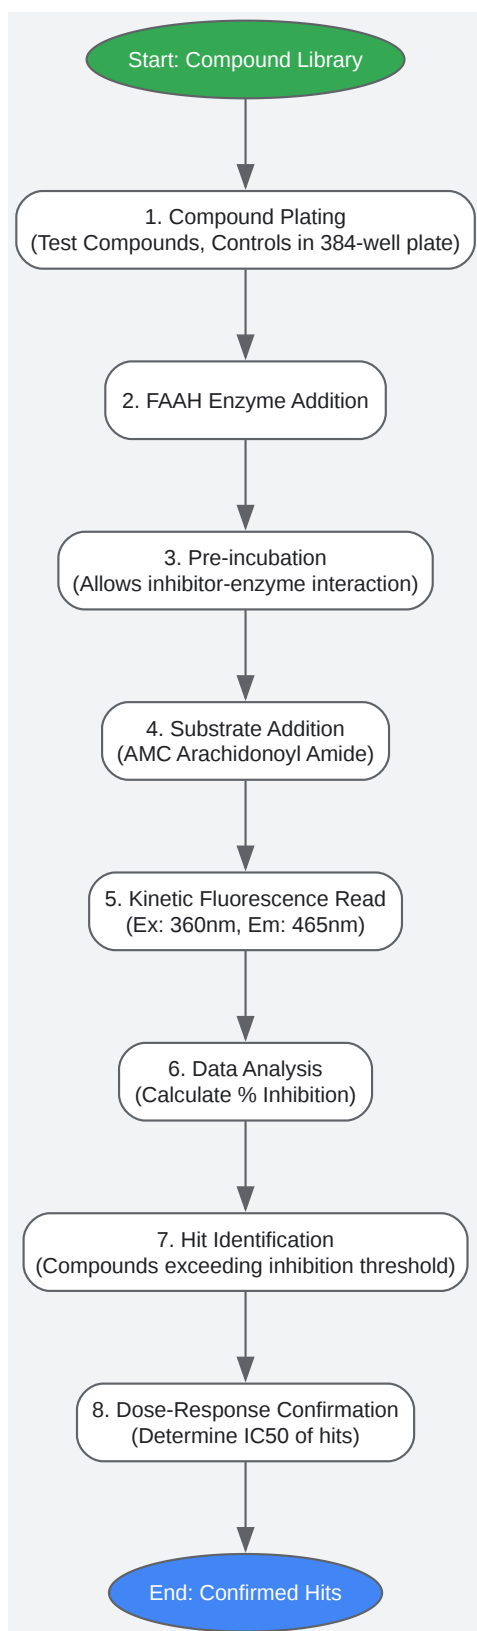 Start: Compound Library
1. Compound Plating
(Test Compounds, Controls in 384-well plate)
2. FAAH Enzyme Addition
3. Pre-incubation
(Allows inhibitor-enzyme interaction)
4. Substrate Addition
(AMC Arachidonoyl Amide)
5. Kinetic Fluorescence Read
(Ex: 360nm, Em: 465nm)
6. Data Analysis
(Calculate % Inhibition)
7. Hit Identification
(Compounds exceeding inhibition threshold)
8. Dose-Response Confirmation
(Determine IC50 of hits)
End: Confirmed Hits